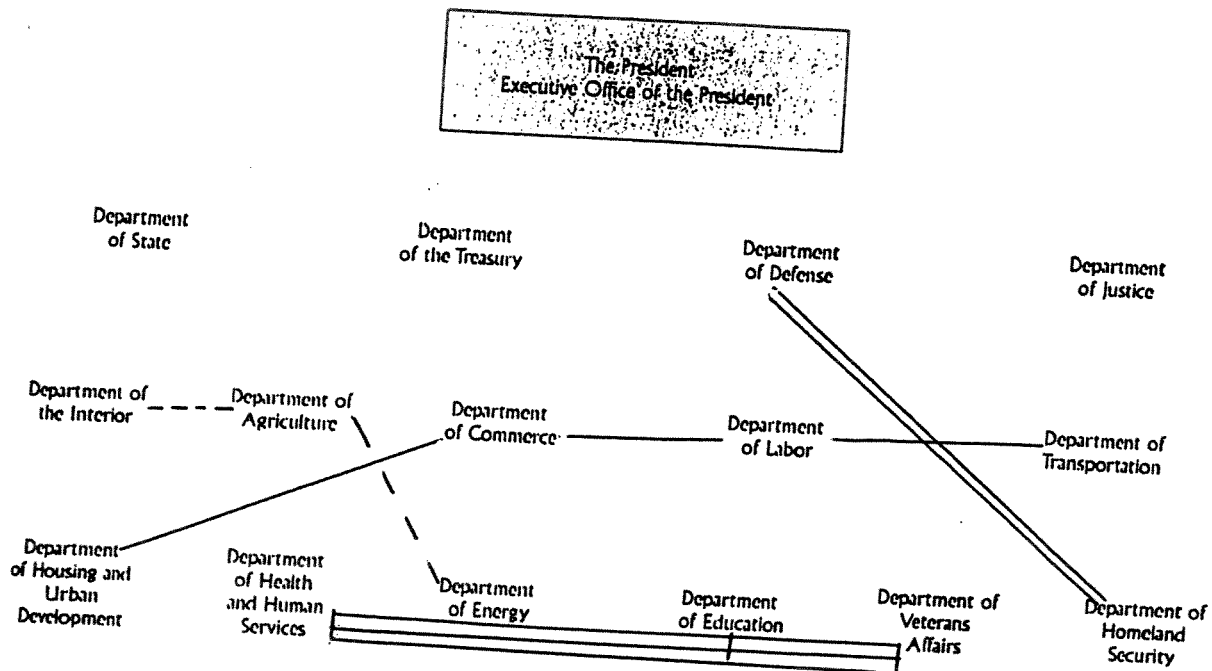 The President
Executive Office of the President
Department
of State
Department
of the Treasury
Department
of Defense
Department
of Justice
Department of
the Interior
Department of
Agriculture
Department
of Commerce
Department
of Labor
Department of
Transportation
Department
of Housing and
Urban
Development
Department
of Health
and Human
Services
Department
of Energy
Department
of Education
Department of
Veterans
Affairs
Department of
Homeland
Security